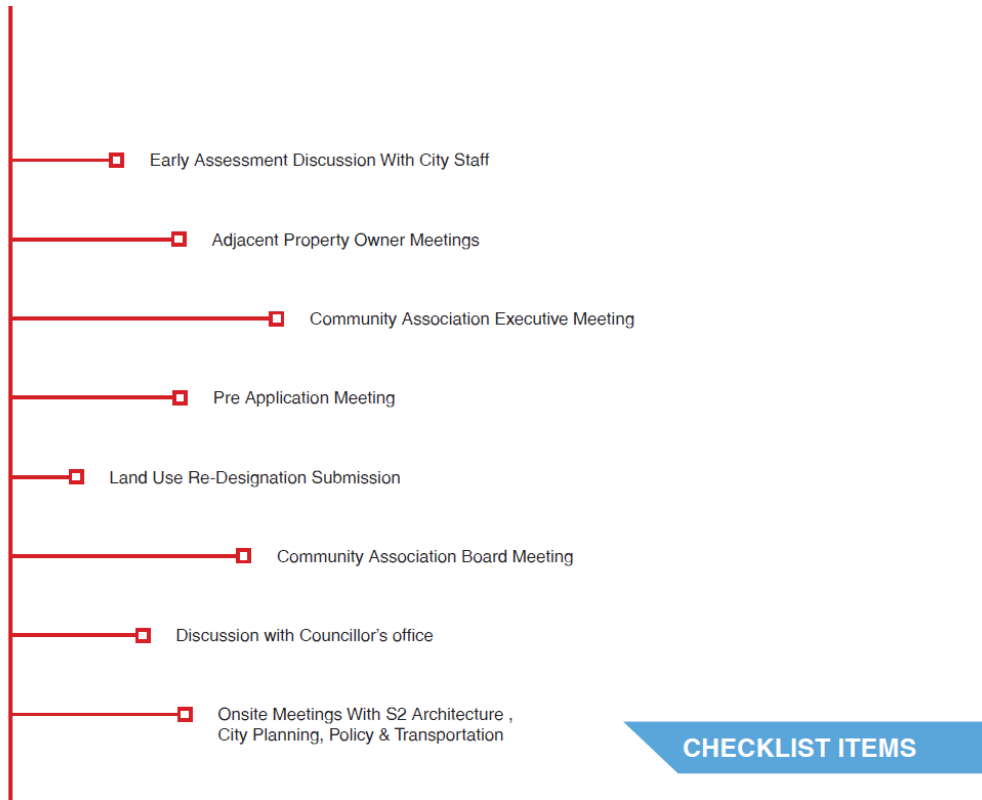 Early Assessment Discussion With City Staff
Adjacent Property Owner Meetings
Community Association Executive Meeting
Pre Application Meeting
Land Use Re-Designation Submission
Community Association Board Meeting
Discussion with Councillor’s office
Onsite Meetings With S2 Architecture ,
City Planning, Policy & Transportation
CHECKLIST ITEMS